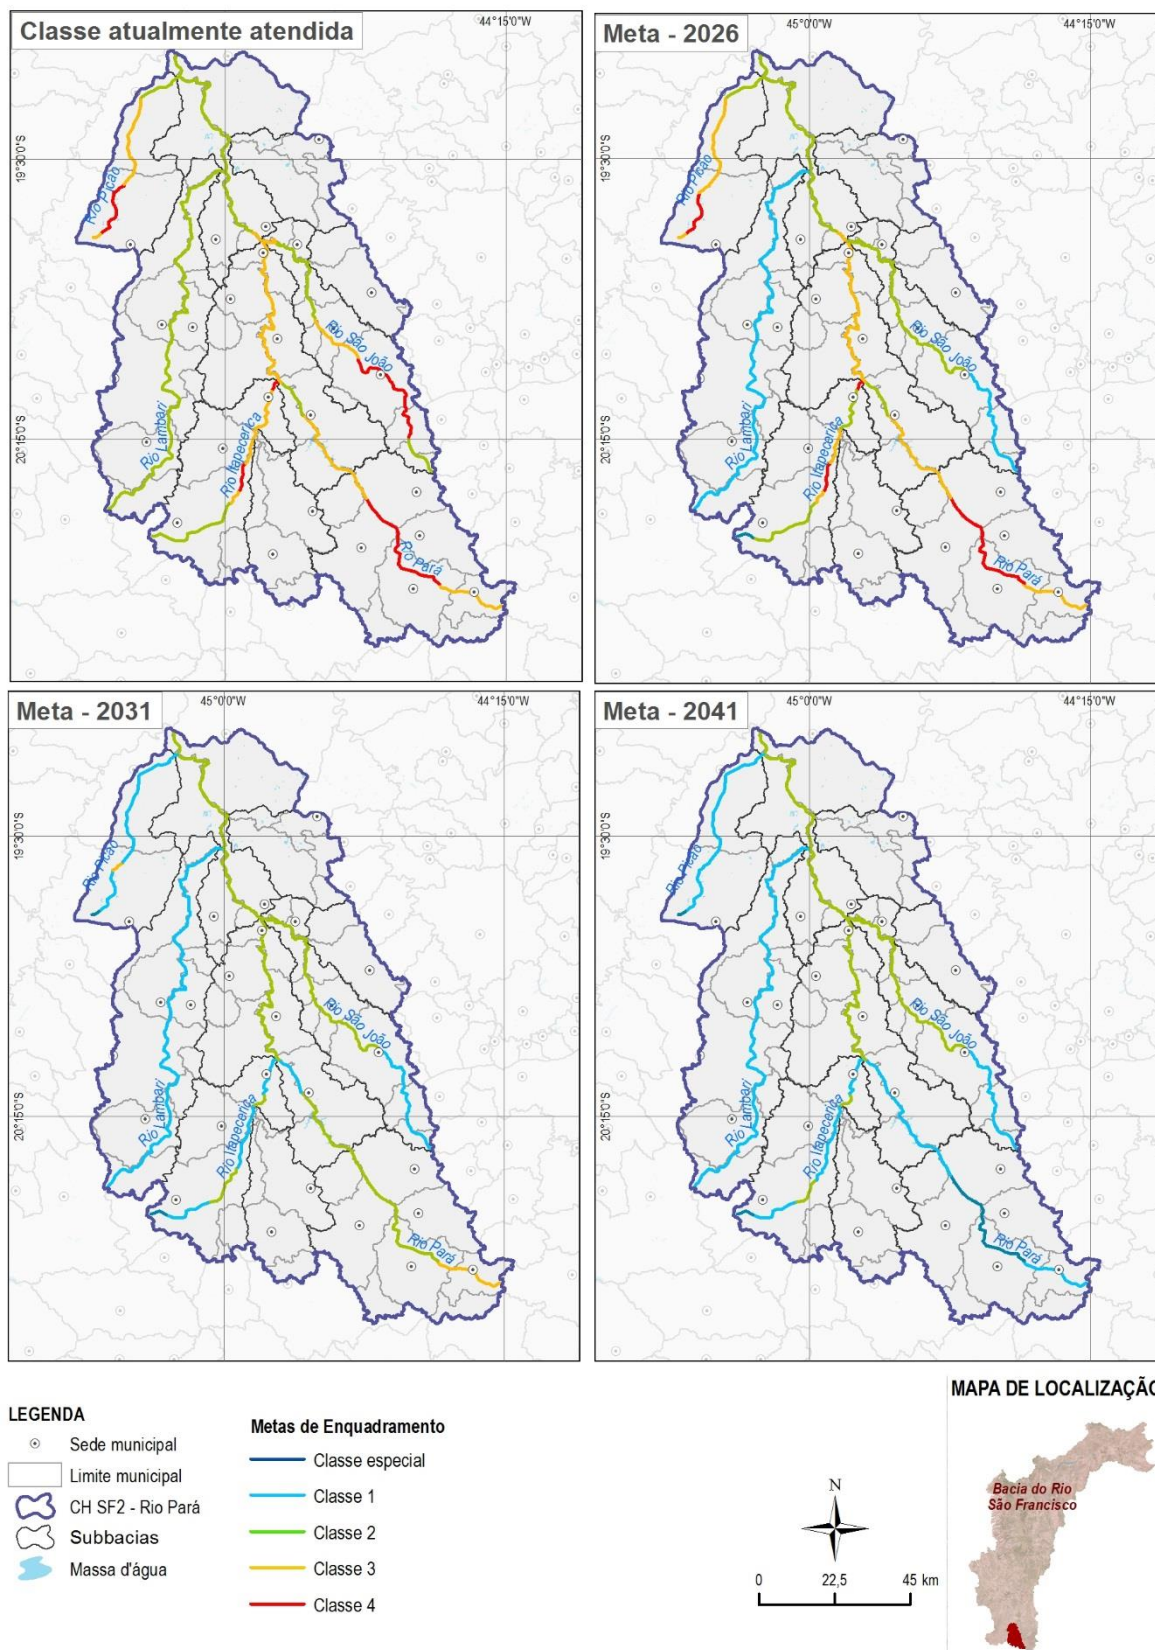 Classe atualmente atendida
44°15'0"W
19°30'0"S
20°15'0"S
Rio Picão
Rio Lambari
Rio Itapecerica
Rio São João
Rio Pará
Meta - 2026
45°0'0"W
44°15'0"W
19°30'0"S
20°15'0"S
Rio Picão
Rio Lambari
Rio Itapecerica
Rio São João
Rio Pará
Meta - 2031
45°0'0"W
44°15'0"W
19°30'0"S
20°15'0"S
Rio Picão
Rio Lambari
Rio Itapecerica
Rio São João
Rio Pará
Meta - 2041
45°0'0"W
44°15'0"W
19°30'0"S
20°15'0"S
Rio Picão
Rio Lambari
Rio Itapecerica
Rio São João
Rio Pará
LEGENDA
Sede municipal
Limite municipal
CH SF2 - Rio Pará
Subbacias
Massa d'água
Metas de Enquadramento
Classe especial
Classe 1
Classe 2
Classe 3
Classe 4
N
0 22,5 45 km
MAPA DE LOCALIZAÇÃO
Bacia do Rio
São Francisco